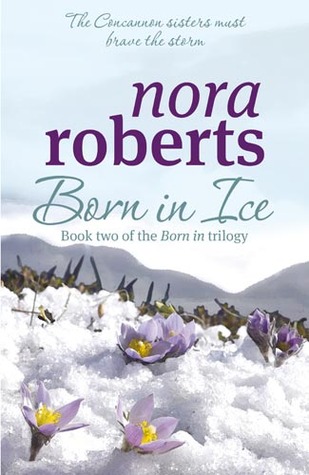 The Concannon sisters must
brave the storm
nora
roberts
Born in Ice
Book two of the Born in trilogy